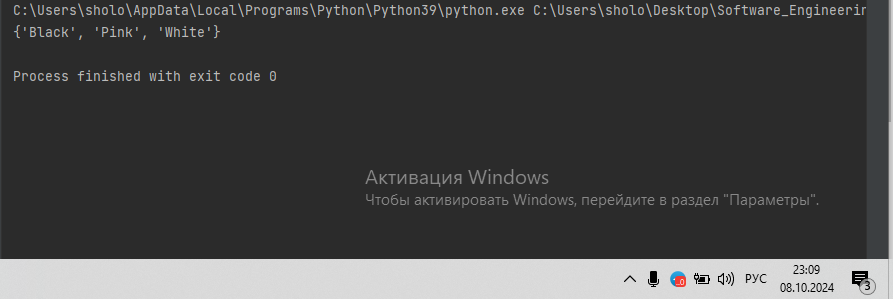 C:\Users\sholo\AppData\Local\Programs\Python\Python39\python.exe C:\Users\sholo\Desktop\Software_Engineerin
{'Black', 'Pink', 'White'}
Process finished with exit code 0
Активация Windows
Чтобы активировать Windows, перейдите в раздел "Параметры".
РУС
23:09
08.10.2024
3